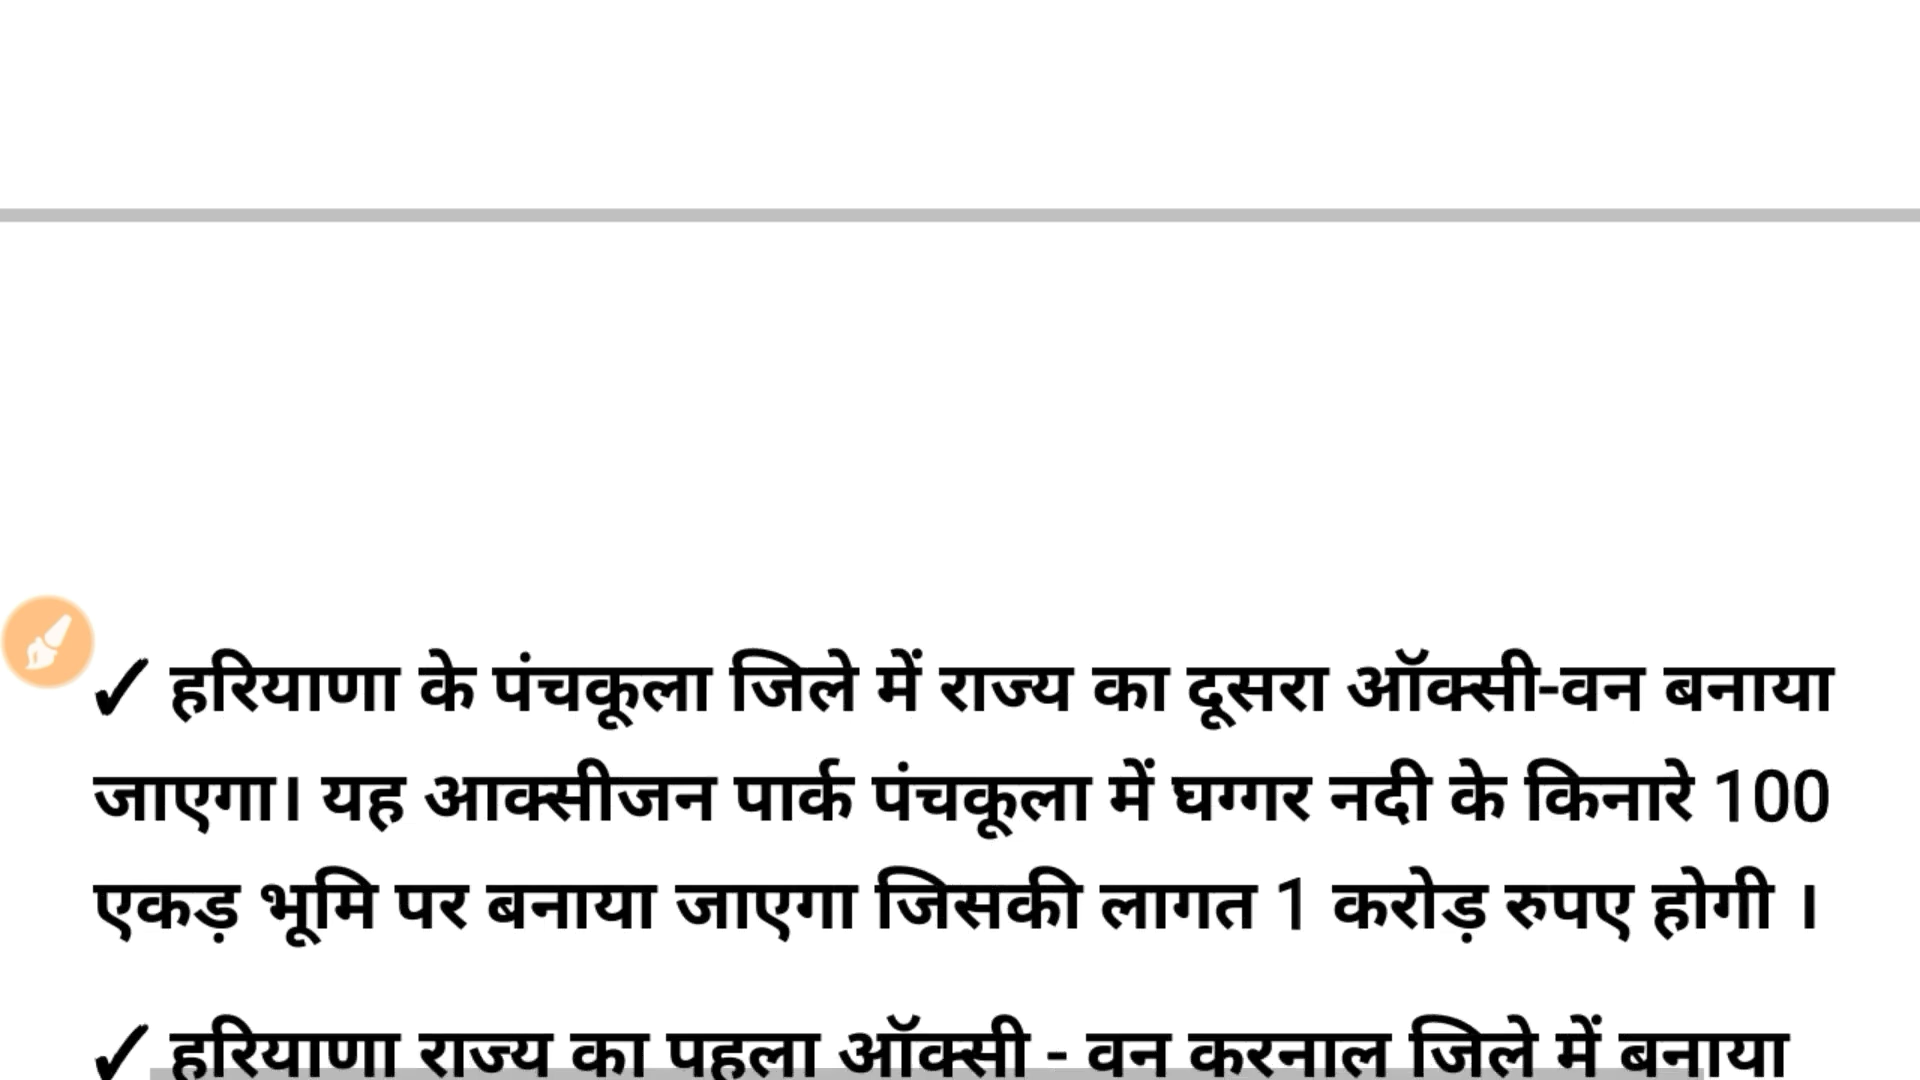 ✓ हरियाणा के पंचकूला जिले में राज्य का दूसरा ऑक्सी-वन बनाया
जाएगा। यह आक्सीजन पार्क पंचकूला में घग्गर नदी के किनारे 100
एकड़ भूमि पर बनाया जाएगा जिसकी लागत 1 करोड़ रुपए होगी ।
✓ हरियाणा राज्य का पहला ऑक्सी - वन करनाल जिले में बनाया